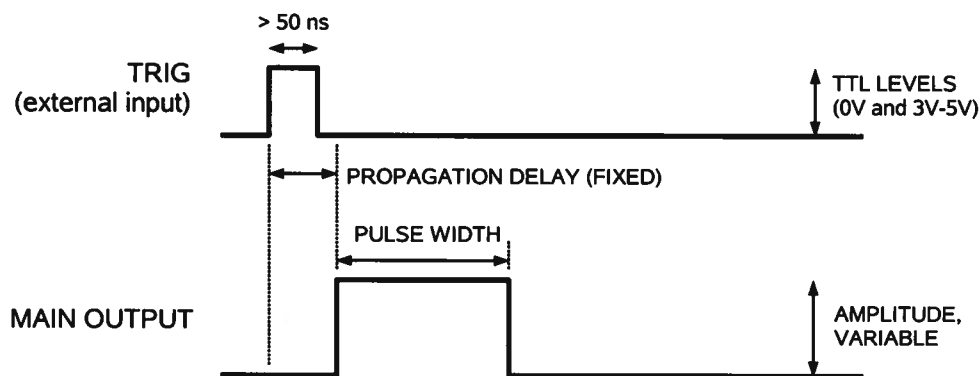 > 50 ns
TRIG
(external input)
TTL LEVELS
(0V and 3V-5V)
PROPAGATION DELAY (FIXED)
PULSE WIDTH
MAIN OUTPUT
AMPLITUDE,
VARIABLE